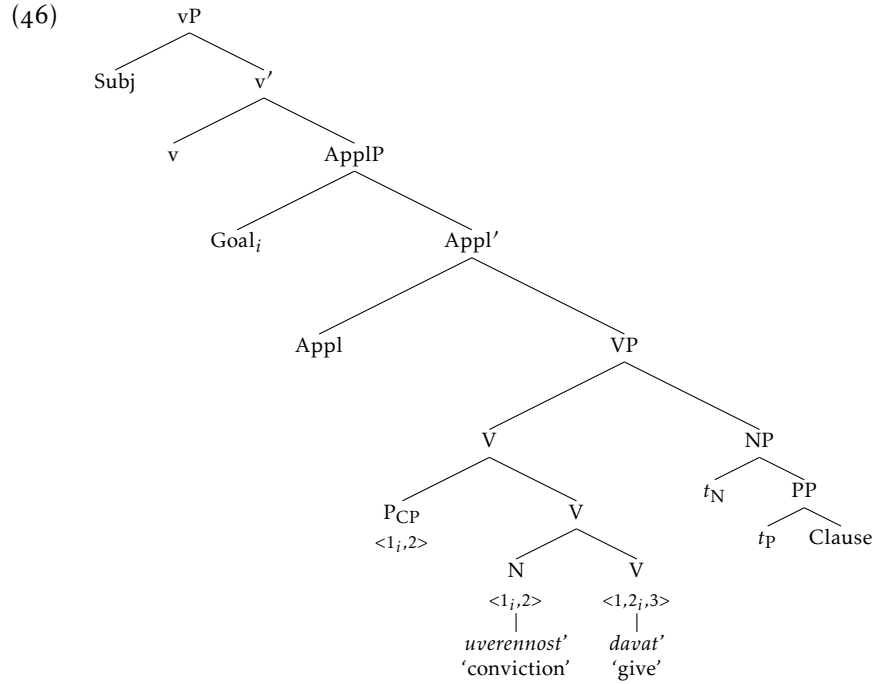 (46) vP
Subj v′
v ApplP
Goalᵢ Appl′
Appl VP
V NP
P_CP V t_N PP
<1ᵢ,2> t_P Clause
N V
<1ᵢ,2> <1,2ᵢ,3>
uverennost’ davat’
‘conviction’ ‘give’